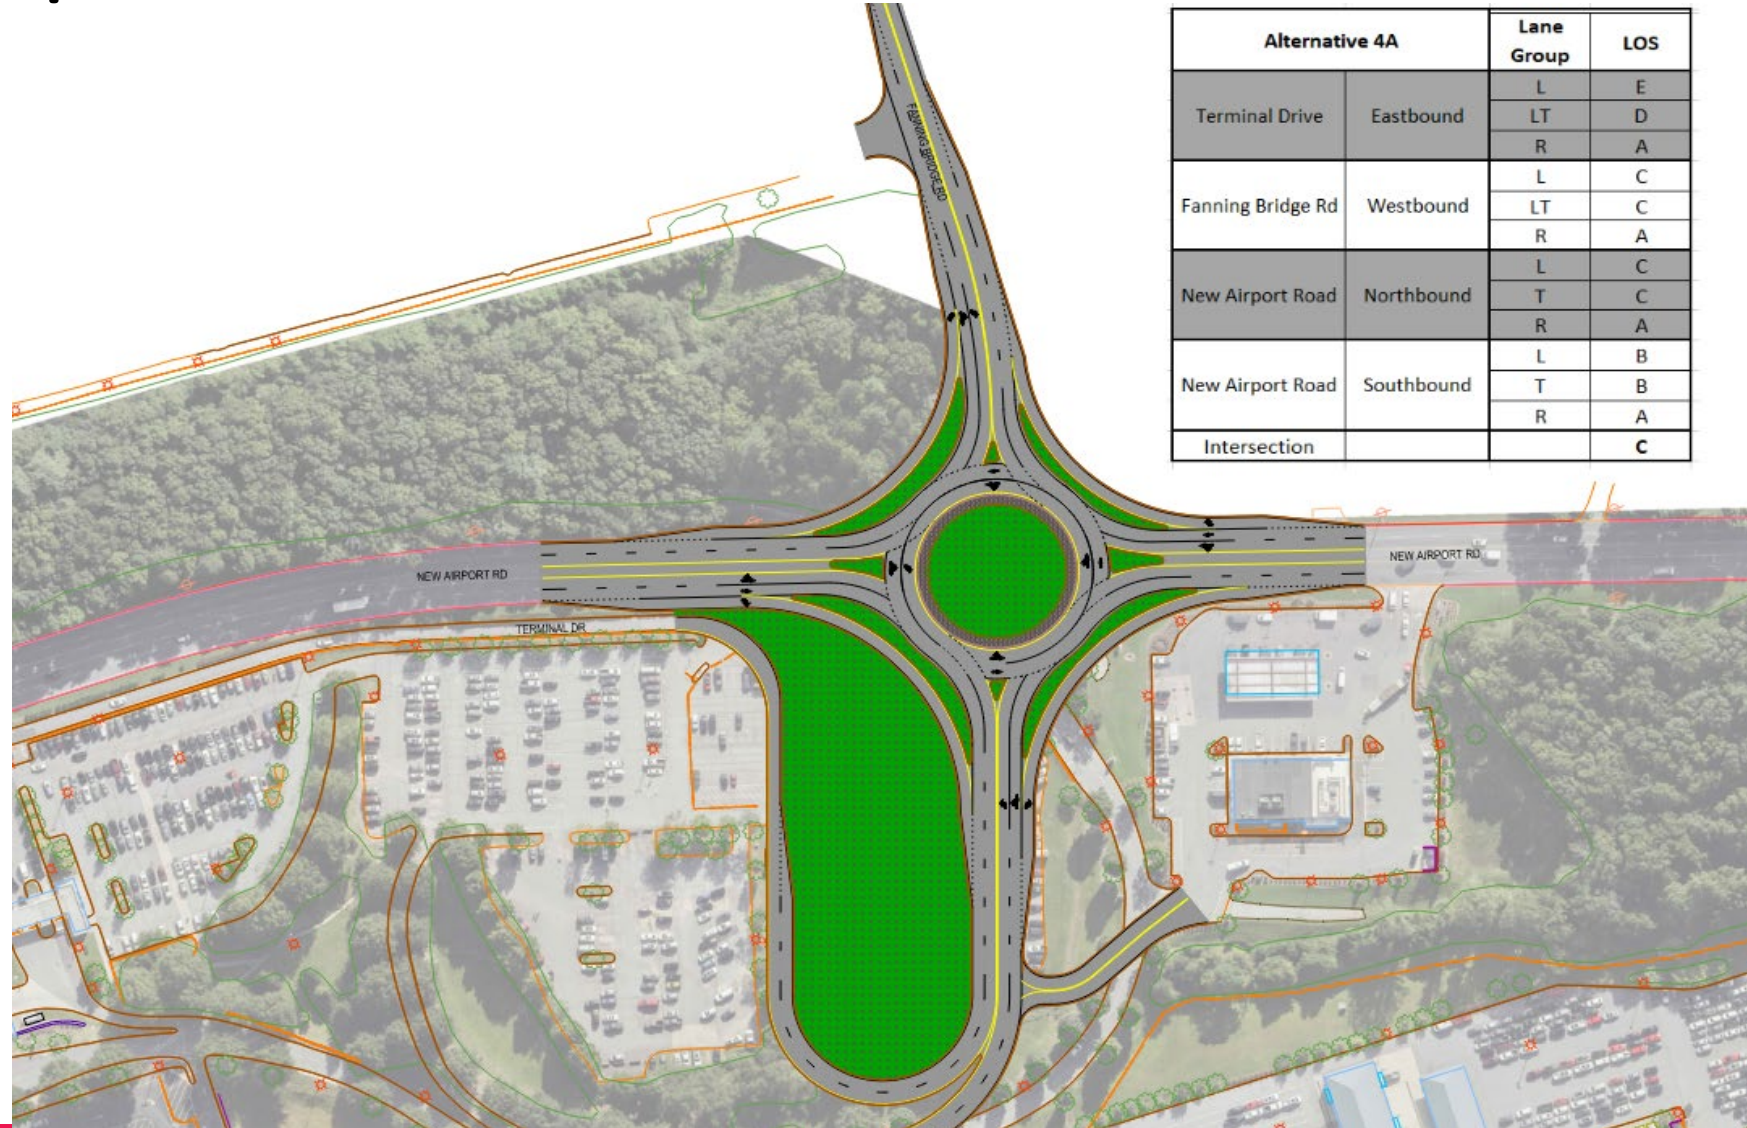 Alternative 4A Lane Group LOS
Terminal Drive Eastbound L E
LT D
R A
Fanning Bridge Rd Westbound L C
LT C
R A
New Airport Road Northbound L C
T C
R A
New Airport Road Southbound L B
T B
R A
Intersection C
FANNING BRIDGE RD
NEW AIRPORT RD
NEW AIRPORT RD
TERMINAL DR